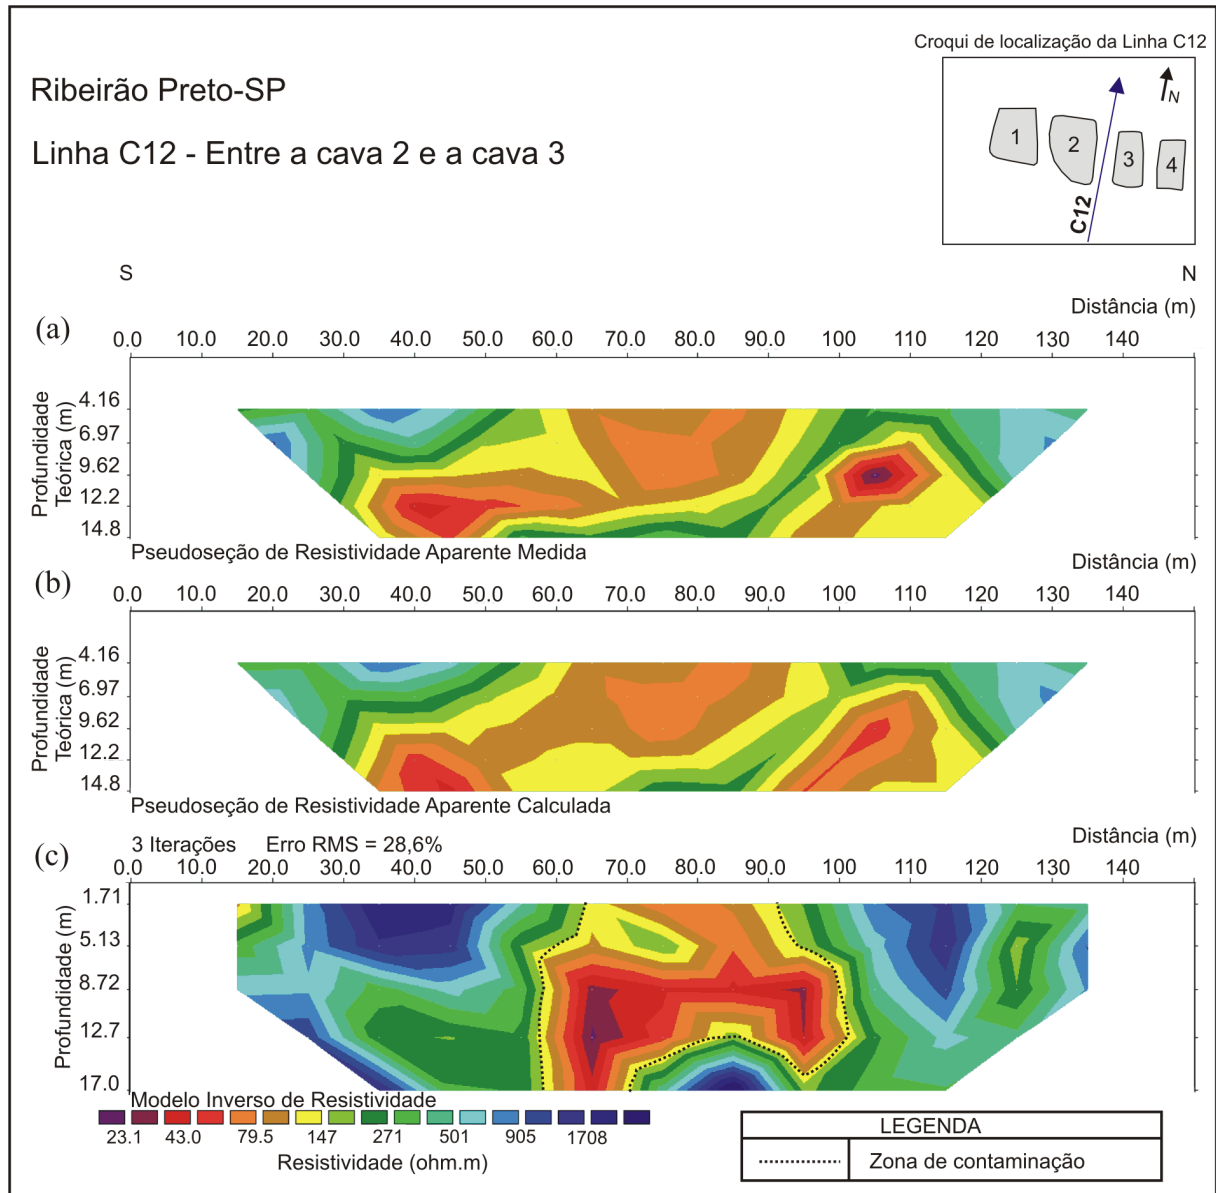 Croqui de localização da Linha C12
Ribeirão Preto-SP
N
1
2
3
4
C12
Linha C12 - Entre a cava 2 e a cava 3
S
N
Distância (m)
(a)
0.0 10.0 20.0 30.0 40.0 50.0 60.0 70.0 80.0 90.0 100 110 120 130 140
Profundidade
Teórica (m)
4.16
6.97
9.62
12.2
14.8
Pseudoseção de Resistividade Aparente Medida
Distância (m)
(b)
0.0 10.0 20.0 30.0 40.0 50.0 60.0 70.0 80.0 90.0 100 110 120 130 140
Profundidade
Teórica (m)
4.16
6.97
9.62
12.2
14.8
Pseudoseção de Resistividade Aparente Calculada
Distância (m)
3 Iterações Erro RMS = 28,6%
(c)
0.0 10.0 20.0 30.0 40.0 50.0 60.0 70.0 80.0 90.0 100 110 120 130 140
Profundidade (m)
1.71
5.13
8.72
12.7
17.0
Modelo Inverso de Resistividade
23.1 43.0 79.5 147 271 501 905 1708
Resistividade (ohm.m)
LEGENDA
Zona de contaminação